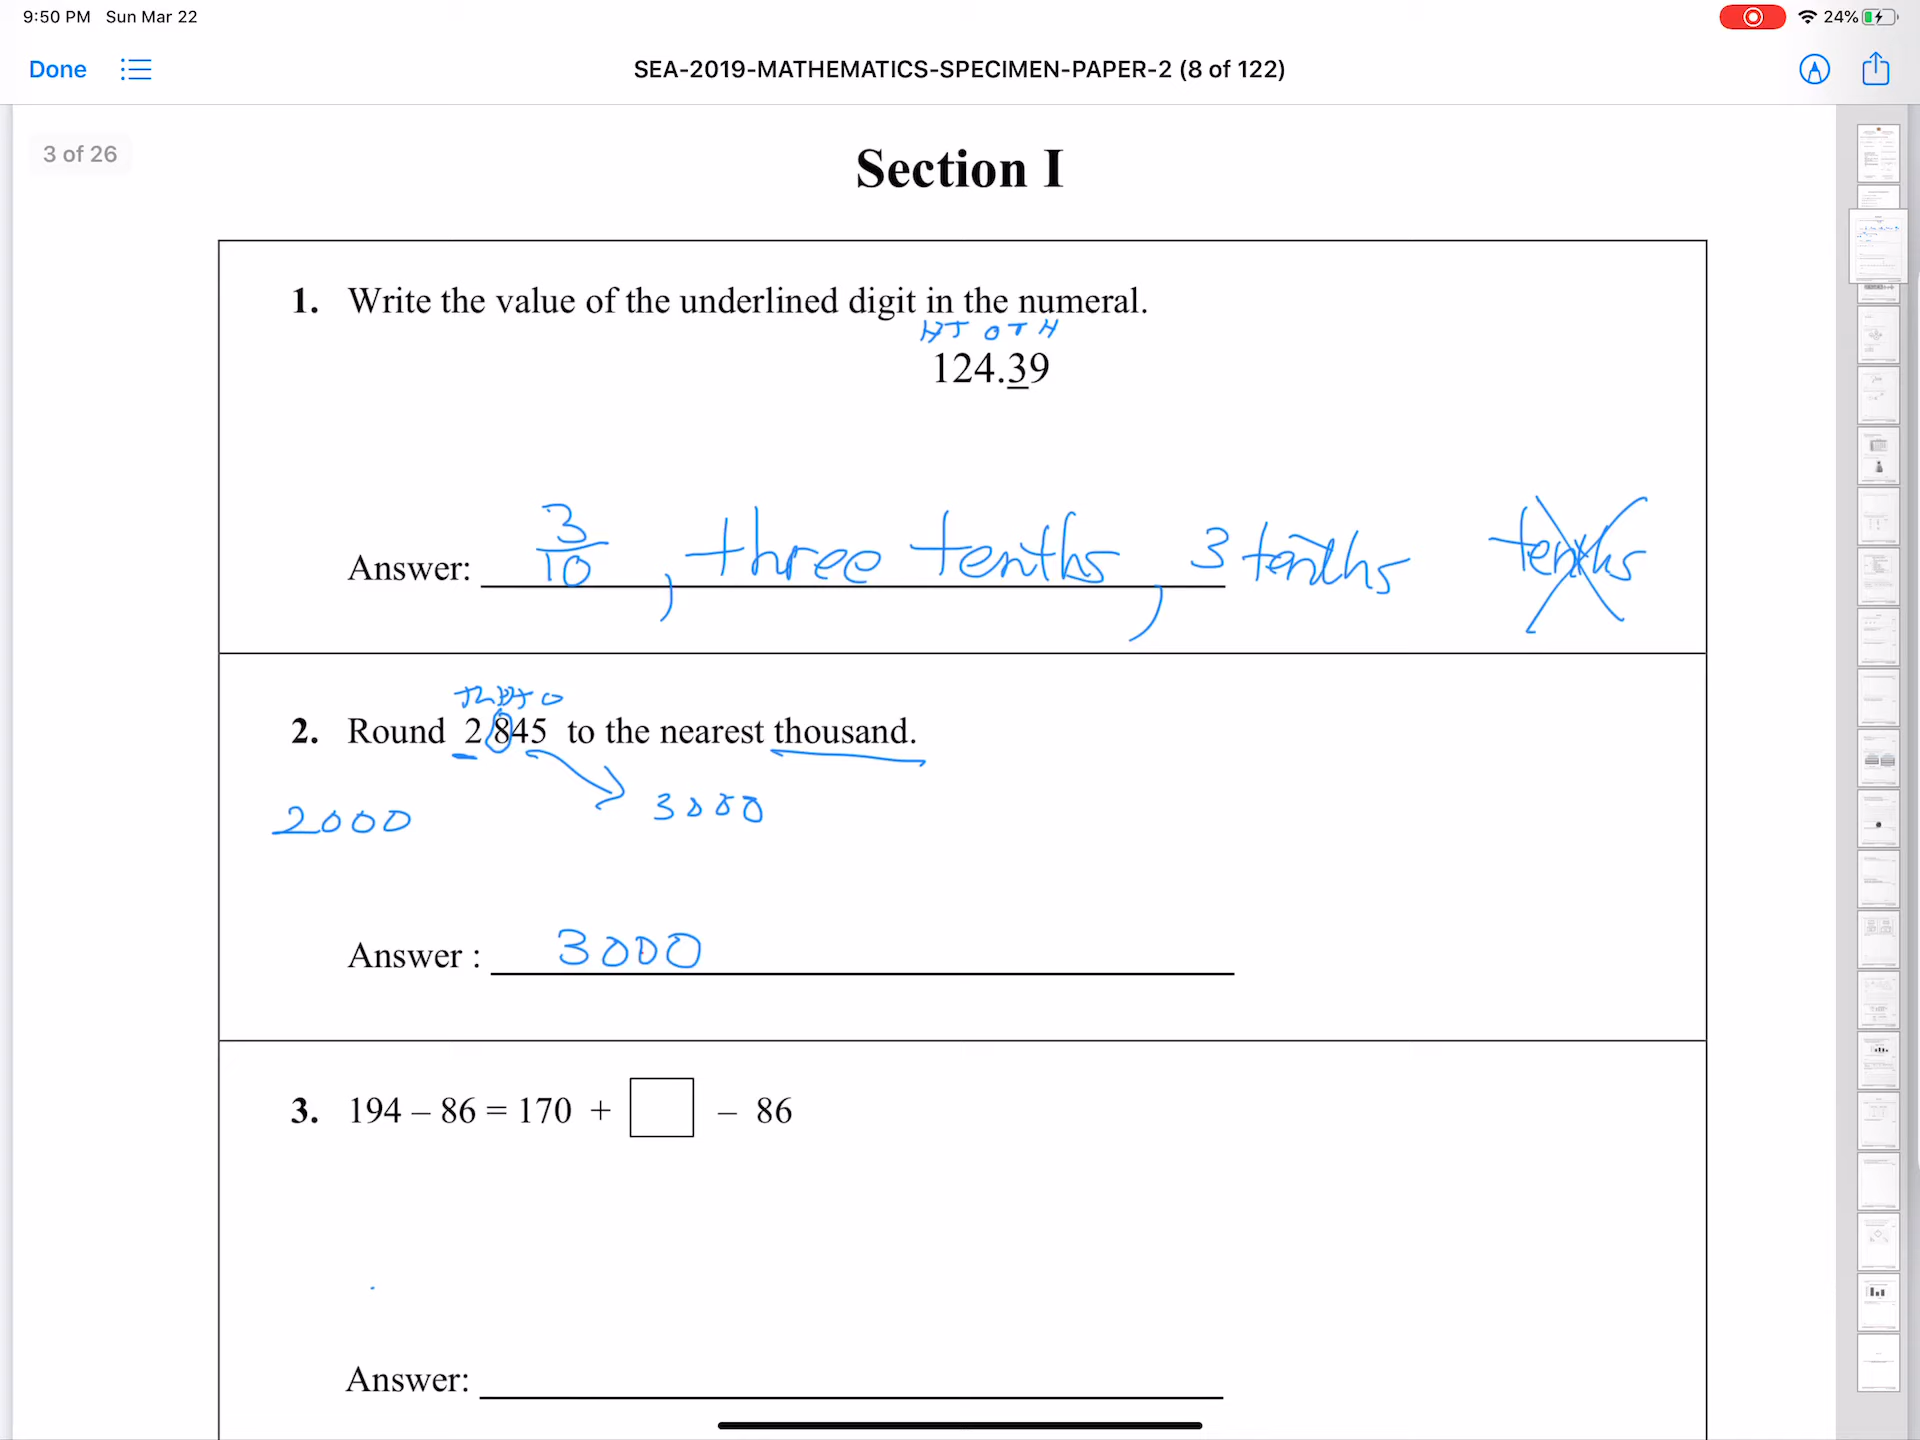 9:50 PM Sun Mar 22
24%
Done
SEA-2019-MATHEMATICS-SPECIMEN-PAPER-2 (8 of 122)
3 of 26
Section I
1. Write the value of the underlined digit in the numeral.
H T O T H
124.39
Answer: 3/10 , three tenths , 3 tenths tenths
Th H T O
2. Round 2 845 to the nearest thousand.
2000 3000
Answer : 3000
3. 194 – 86 = 170 + – 86
Answer: